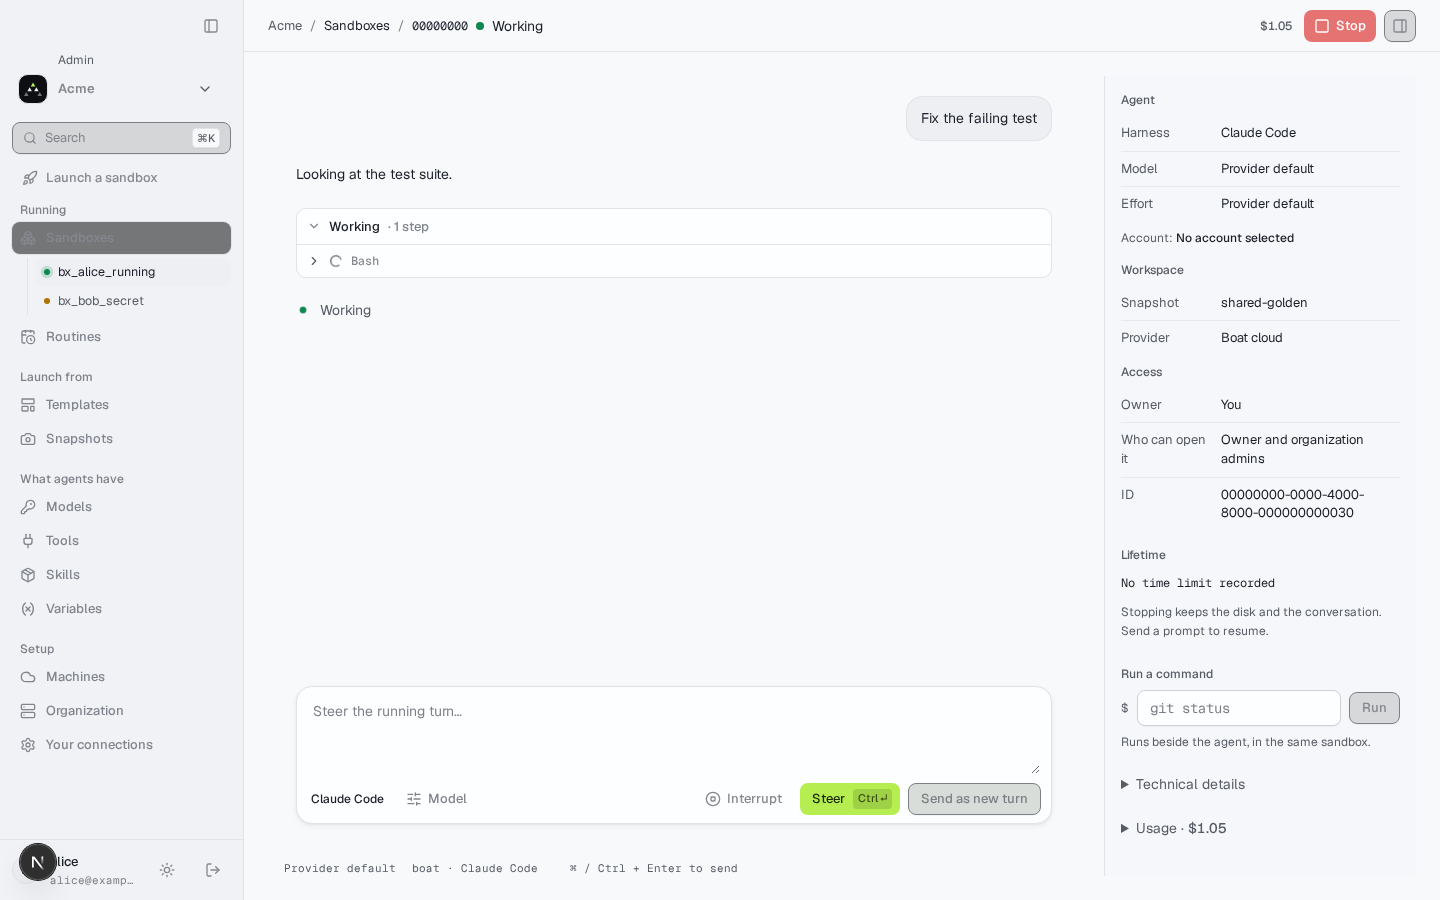 Admin
Acme
Search ⌘K
Launch a sandbox
Running
Sandboxes
bx_alice_running
bx_bob_secret
Routines
Launch from
Templates
Snapshots
What agents have
Models
Tools
Skills
Variables
Setup
Machines
Organization
Your connections
N
lice
alice@examp…
Acme / Sandboxes / 00000000 Working
$1.05 Stop
Fix the failing test
Looking at the test suite.
Working · 1 step
Bash
Working
Steer the running turn…
Claude Code Model Interrupt Steer Ctrl↵ Send as new turn
Provider default boat · Claude Code ⌘ / Ctrl + Enter to send
Agent
Harness Claude Code
Model Provider default
Effort Provider default
Account: No account selected
Workspace
Snapshot shared-golden
Provider Boat cloud
Access
Owner You
Who can open it Owner and organization admins
ID 00000000-0000-4000-8000-000000000030
Lifetime
No time limit recorded
Stopping keeps the disk and the conversation.
Send a prompt to resume.
Run a command
$ git status Run
Runs beside the agent, in the same sandbox.
Technical details
Usage · $1.05